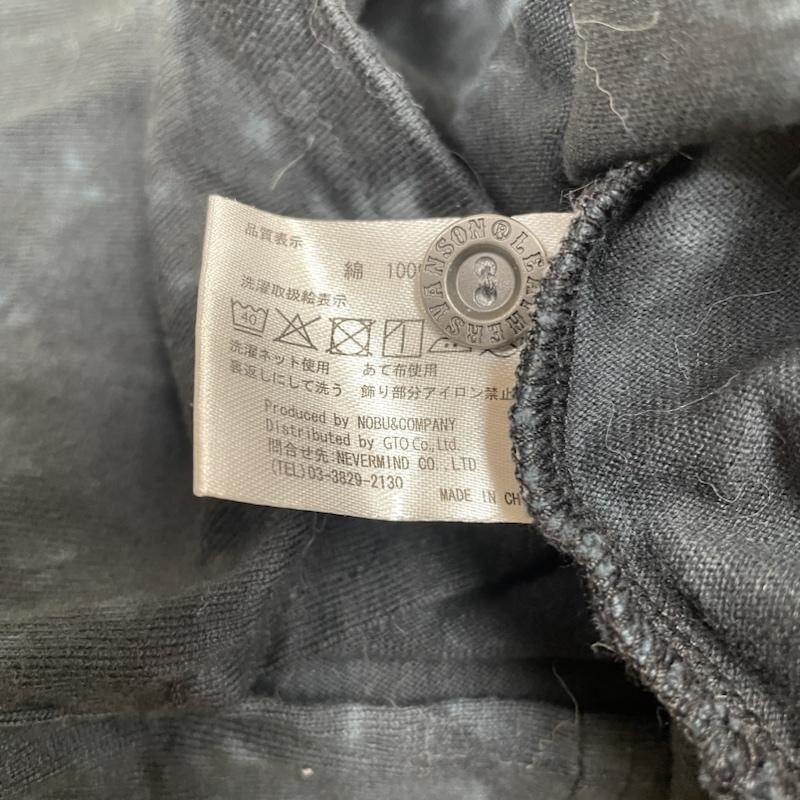 品質表示
綿 100
洗濯取扱絵表示
40
洗濯ネット使用 あて布使用
裏返しにして洗う 飾り部分アイロン禁止
Produced by NOBU&COMPANY
Distributed by GTO Co.,Ltd.
問合せ先 NEVERMIND CO.,LTD
(TEL)03-3829-2130
MADE IN
VANSON®LEATHERS